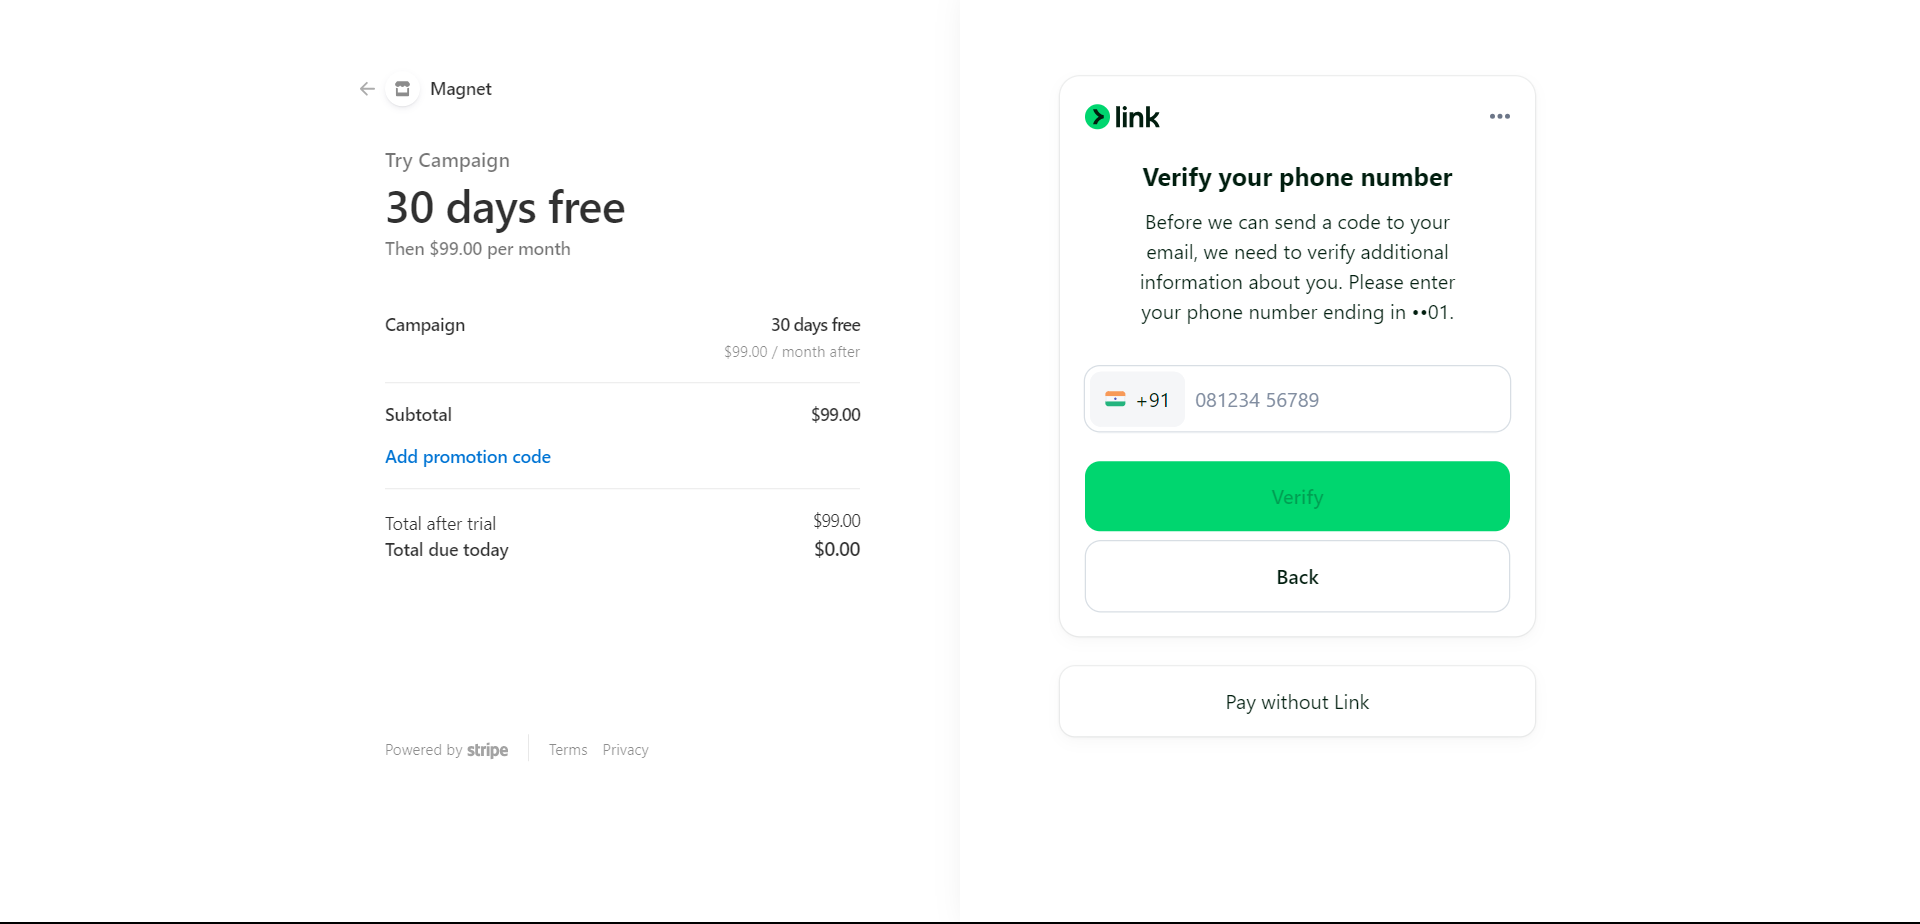 Magnet
Try Campaign
30 days free
Then $99.00 per month
Campaign 30 days free
$99.00 / month after
Subtotal $99.00
Add promotion code
Total after trial $99.00
Total due today $0.00
Powered by stripe Terms Privacy
link
Verify your phone number
Before we can send a code to your
email, we need to verify additional
information about you. Please enter
your phone number ending in ••01.
+91 081234 56789
Verify
Back
Pay without Link